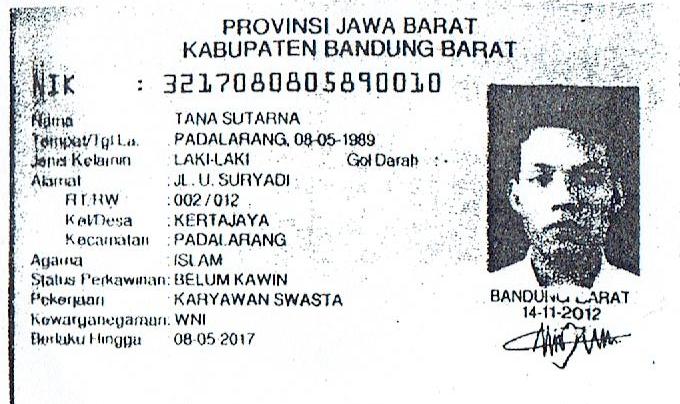 PROVINSI JAWA BARAT
KABUPATEN BANDUNG BARAT
NIK : 3217080805890010
Nama : TANA SUTARNA
Tempat/Tgl La. : PADALARANG, 08-05-1989
Jenis Kelamin : LAKI-LAKI Gol Darah : -
Alamat : JL. U. SURYADI
RT/RW : 002 / 012
Kel/Desa : KERTAJAYA
Kecamatan : PADALARANG
Agama : ISLAM
Status Perkawinan: BELUM KAWIN
Pekerjaan : KARYAWAN SWASTA
Kewarganegaraan: WNI
Berlaku Hingga : 08-05-2017
BANDUNG BARAT
14-11-2012